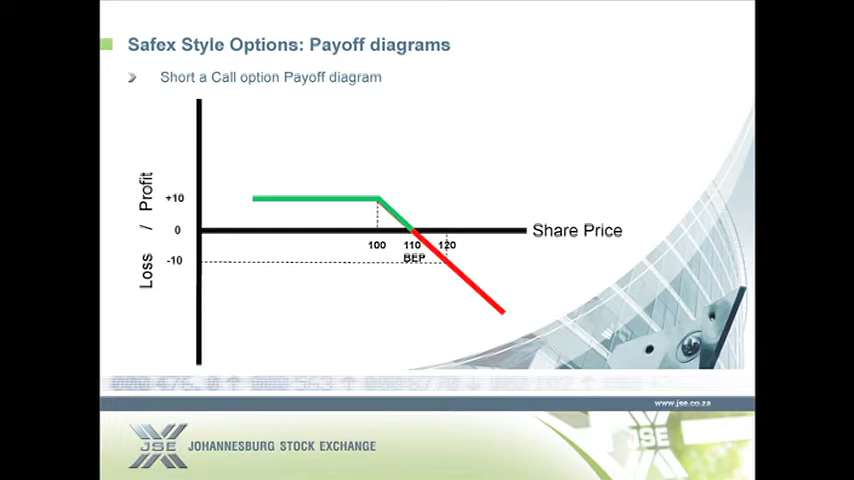 Safex Style Options: Payoff diagrams
Short a Call option Payoff diagram
Loss / Profit
+10
0
-10
100 110 120
BEP
Share Price
www.jse.co.za
JSE
JOHANNESBURG STOCK EXCHANGE
JSE